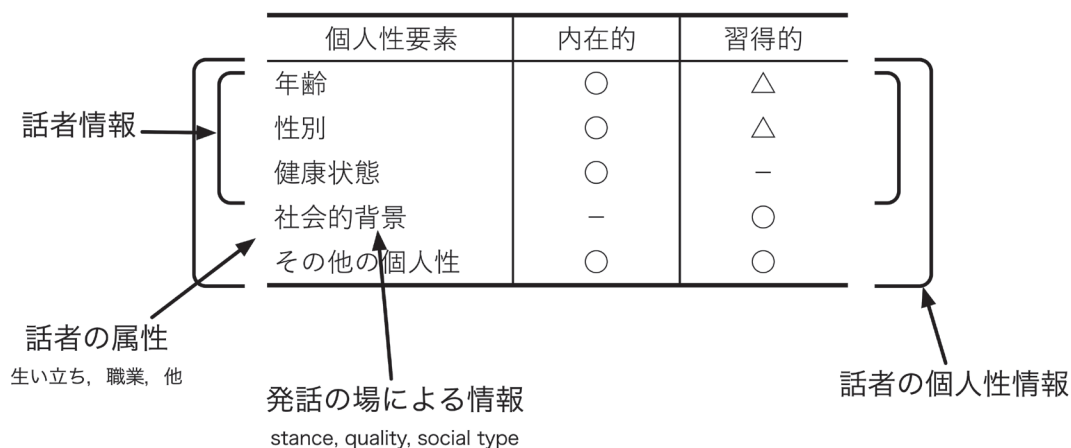 個人性要素 内在的 習得的
年齢 ○ △
性別 ○ △
健康状態 ○ −
社会的背景 − ○
その他の個人性 ○ ○
話者情報
話者の属性
生い立ち，職業，他
発話の場による情報
stance, quality, social type
話者の個人性情報